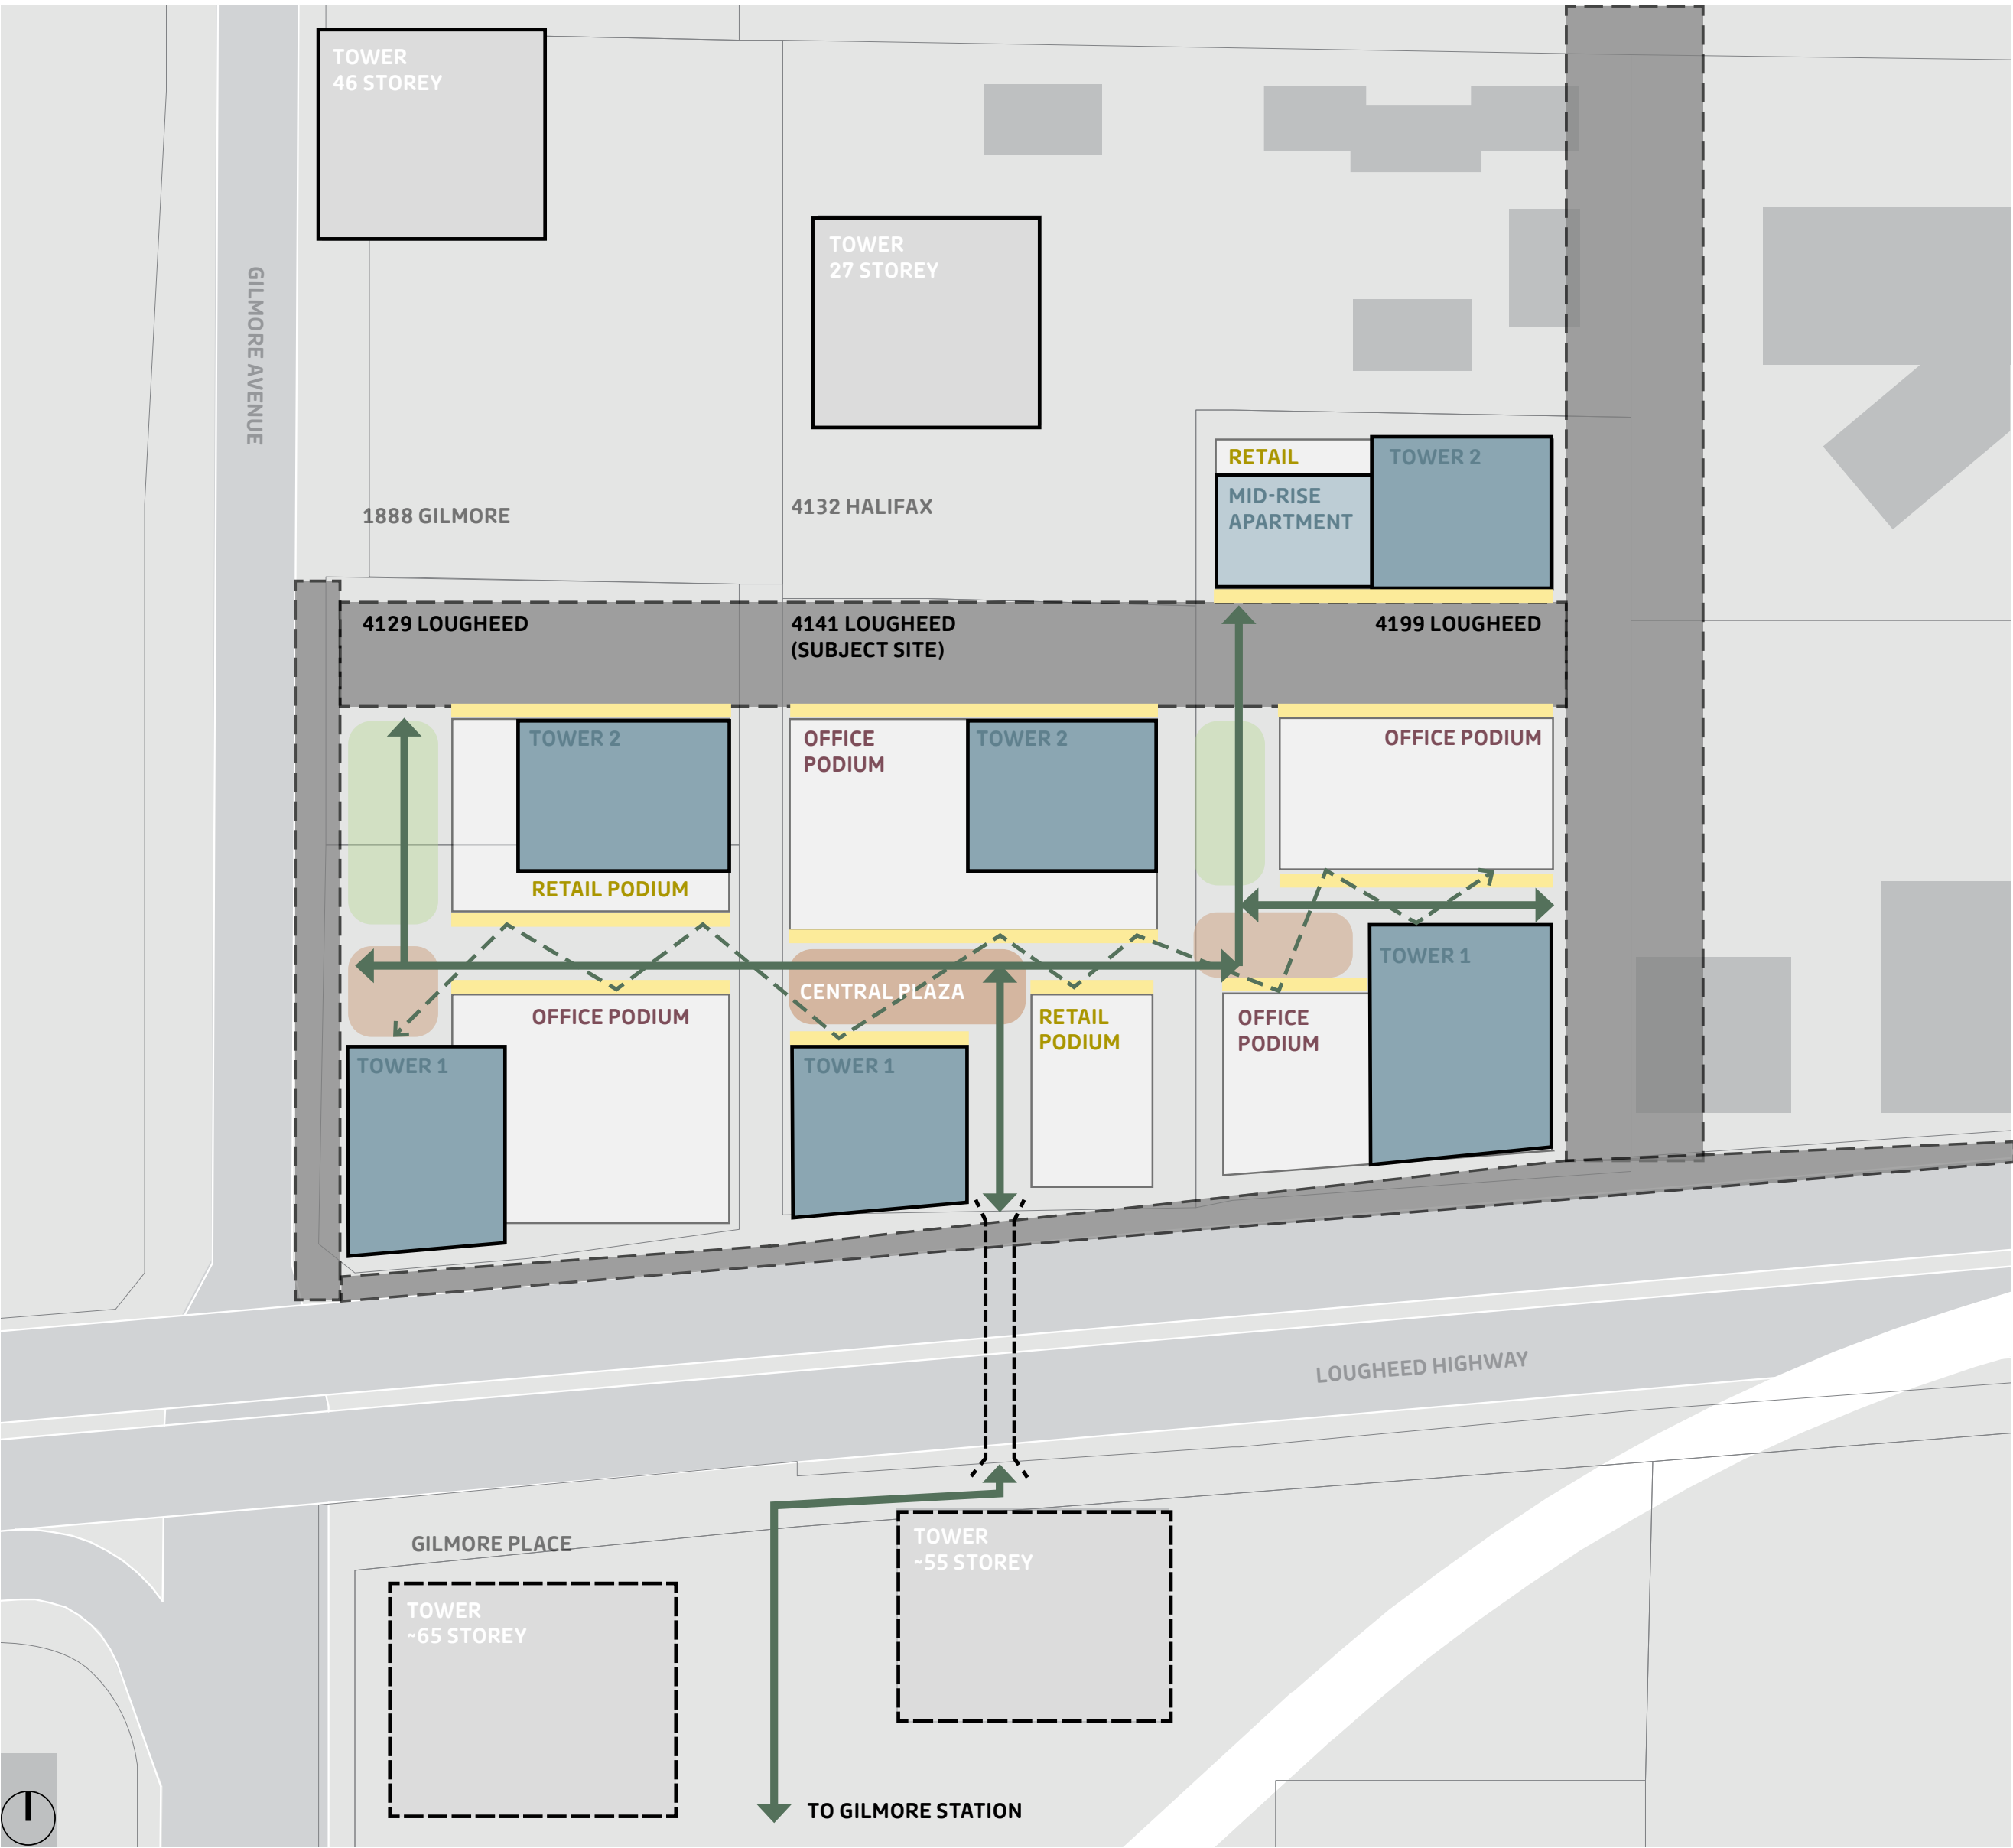 TOWER
46 STOREY
TOWER
27 STOREY
GILMORE AVENUE
RETAIL
TOWER 2
MID-RISE
APARTMENT
1888 GILMORE
4132 HALIFAX
4129 LOUGHEED
4141 LOUGHEED
(SUBJECT SITE)
4199 LOUGHEED
TOWER 2
OFFICE
PODIUM
TOWER 2
OFFICE PODIUM
RETAIL PODIUM
TOWER 1
CENTRAL PLAZA
OFFICE PODIUM
RETAIL
PODIUM
OFFICE
PODIUM
TOWER 1
TOWER 1
LOUGHEED HIGHWAY
GILMORE PLACE
TOWER
~55 STOREY
TOWER
~65 STOREY
TO GILMORE STATION